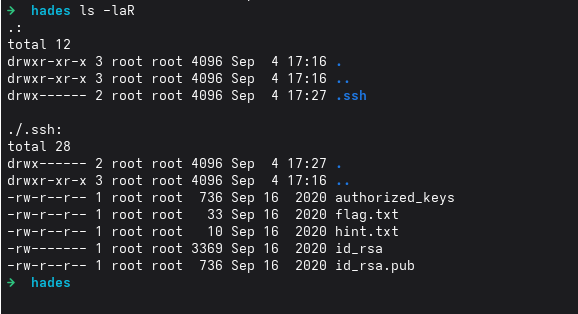 ➜  hades ls -laR
.:
total 12
drwxr-xr-x 3 root root 4096 Sep  4 17:16 .
drwxr-xr-x 3 root root 4096 Sep  4 17:16 ..
drwx------ 2 root root 4096 Sep  4 17:27 .ssh

./.ssh:
total 28
drwx------ 2 root root 4096 Sep  4 17:27 .
drwxr-xr-x 3 root root 4096 Sep  4 17:16 ..
-rw-r--r-- 1 root root  736 Sep 16  2020 authorized_keys
-rw-r--r-- 1 root root   33 Sep 16  2020 flag.txt
-rw-r--r-- 1 root root   10 Sep 16  2020 hint.txt
-rw------- 1 root root 3369 Sep 16  2020 id_rsa
-rw-r--r-- 1 root root  736 Sep 16  2020 id_rsa.pub
➜  hades